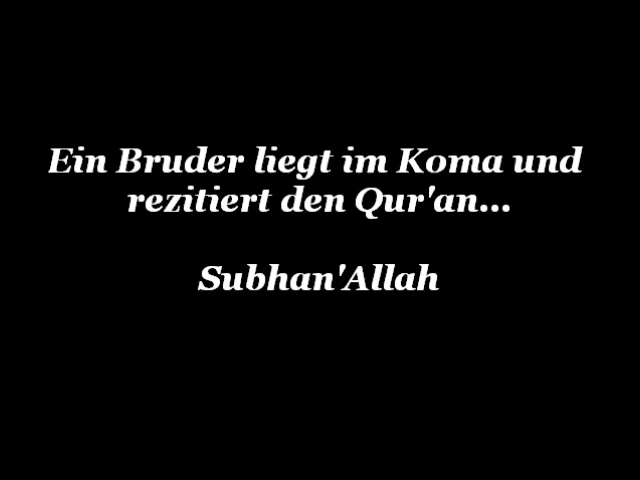 Ein Bruder liegt im Koma und
rezitiert den Qur'an...
Subhan'Allah